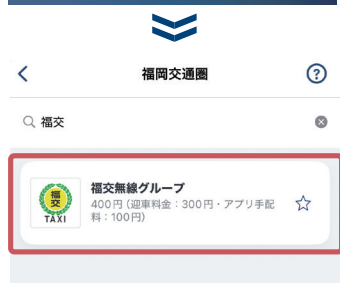 福岡交通圏
福交
福交無線グループ
400円（迎車料金：300円・アプリ手配
料：100円）
福
交
TAXI